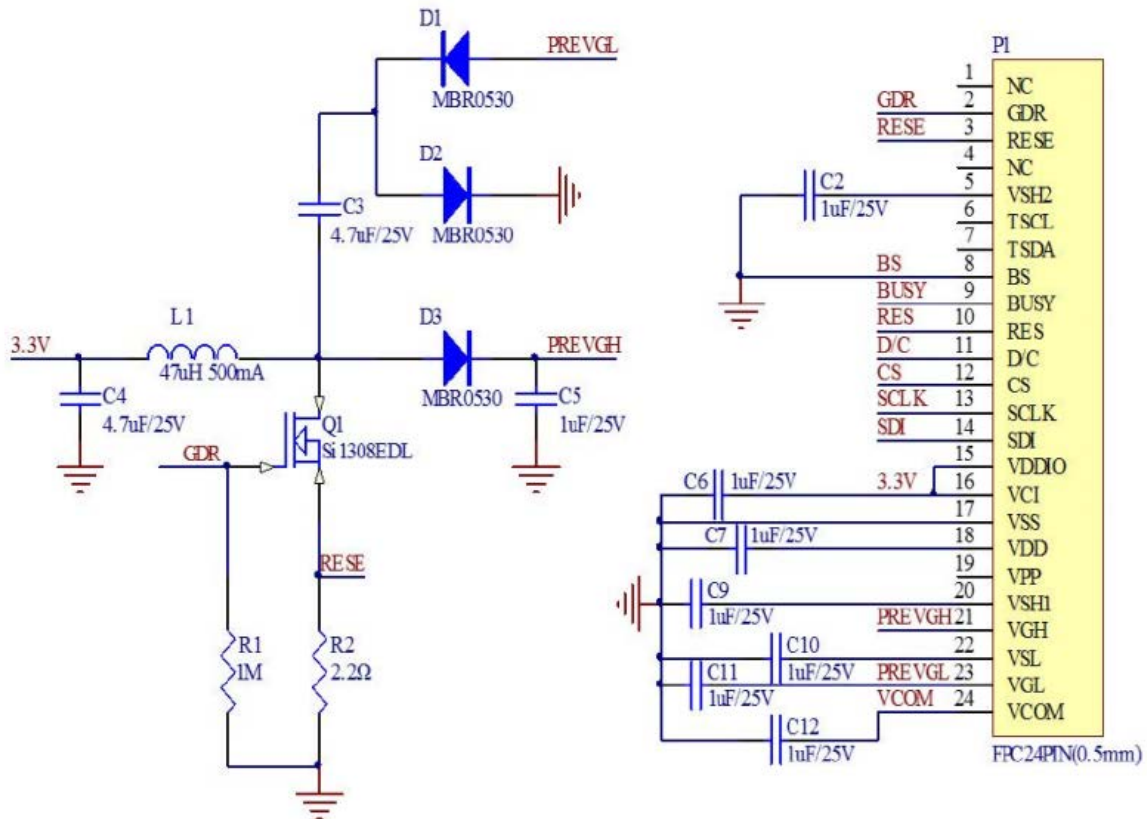 D1
PREVGL
MBR0530
D2
C3
4.7uF/25V
MBR0530
L1
3.3V
47uH 500mA
D3
PREVGH
MBR0530
C4
4.7uF/25V
C5
1uF/25V
Q1
Si1308EDL
GDR
RESE
R1
1M
R2
2.2Ω
P1
1 NC
GDR 2 GDR
RESE 3 RESE
4 NC
C2 5 VSH2
1uF/25V
6 TSCL
7 TSDA
BS 8 BS
BUSY 9 BUSY
RES 10 RES
D/C 11 D/C
CS 12 CS
SCLK 13 SCLK
SDI 14 SDI
15 VDDIO
C6 1uF/25V 3.3V 16 VCI
17 VSS
C7 1uF/25V 18 VDD
19 VPP
C9 20 VSH1
1uF/25V
PREVGH 21 VGH
C10 22 VSL
1uF/25V
C11 PREVGL 23 VGL
1uF/25V
VCOM 24 VCOM
C12
1uF/25V
FPC24PIN(0.5mm)